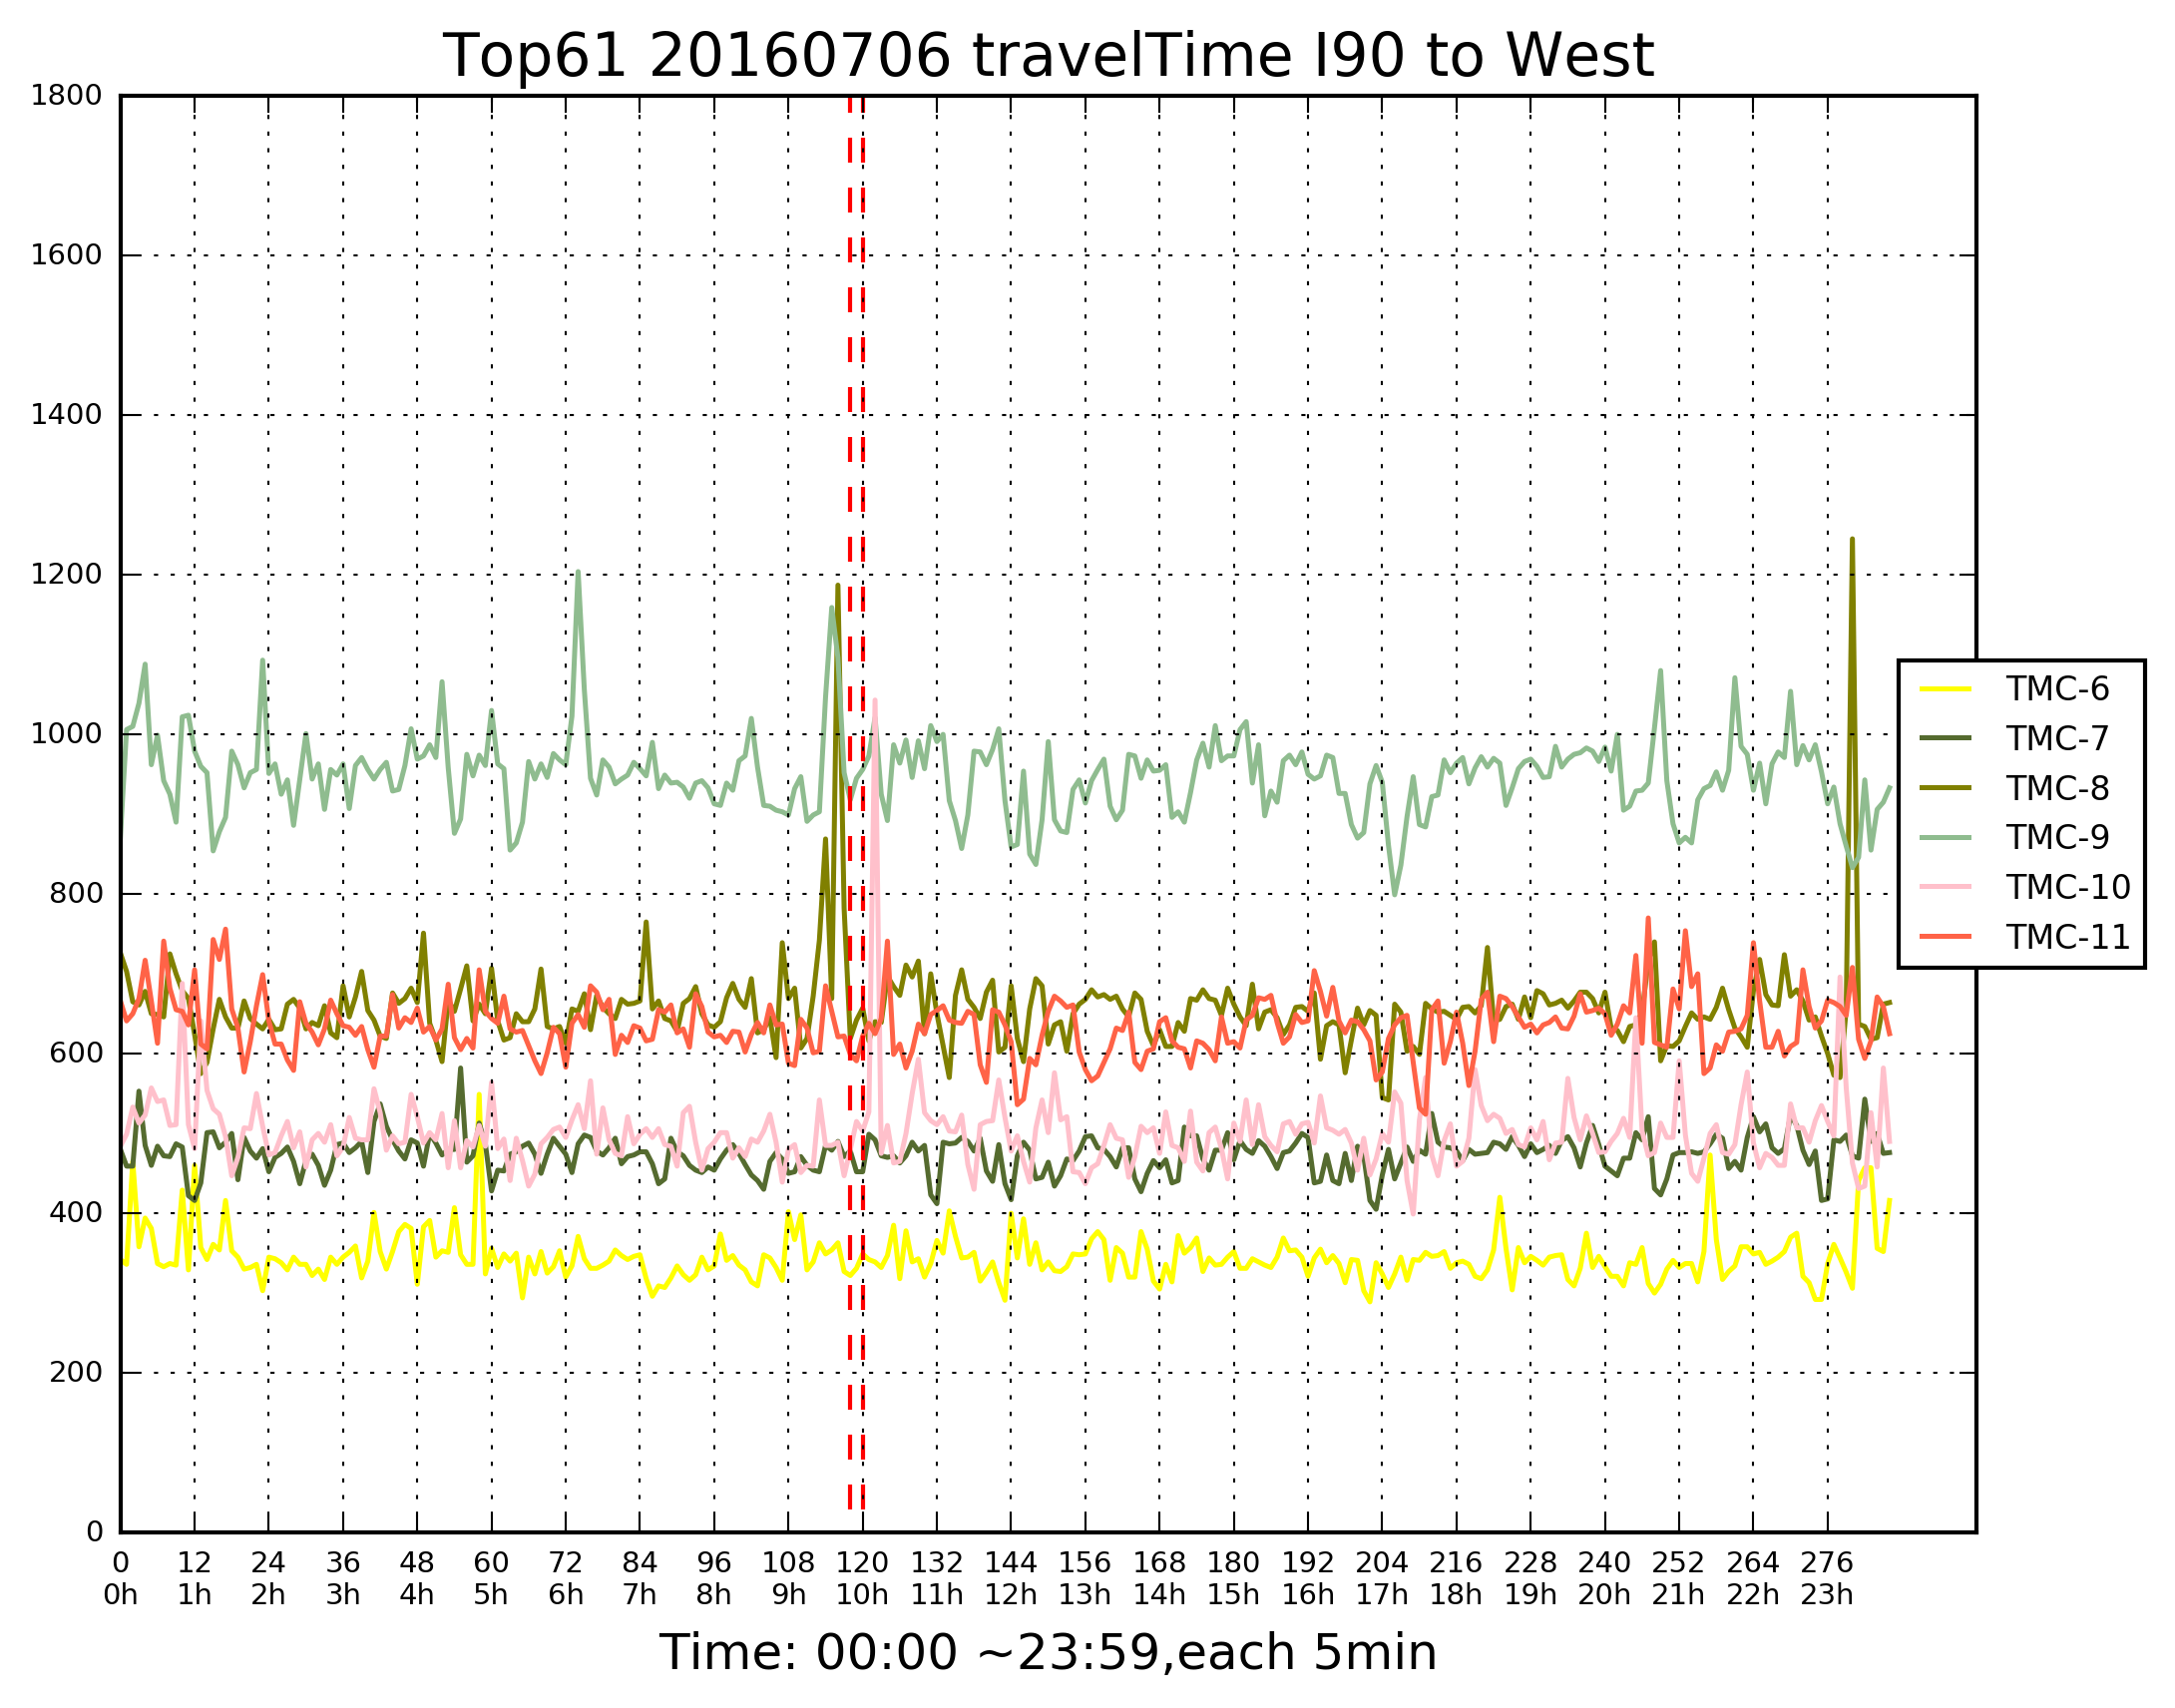 Top61 20160706 travelTime I90 to West
1800
1600
1400
1200
1000
800
600
400
200
0
TMC-6
TMC-7
TMC-8
TMC-9
TMC-10
TMC-11
0 12 24 36 48 60 72 84 96 108 120 132 144 156 168 180 192 204 216 228 240 252 264 276
0h 1h 2h 3h 4h 5h 6h 7h 8h 9h 10h 11h 12h 13h 14h 15h 16h 17h 18h 19h 20h 21h 22h 23h
Time: 00:00 ~23:59,each 5min